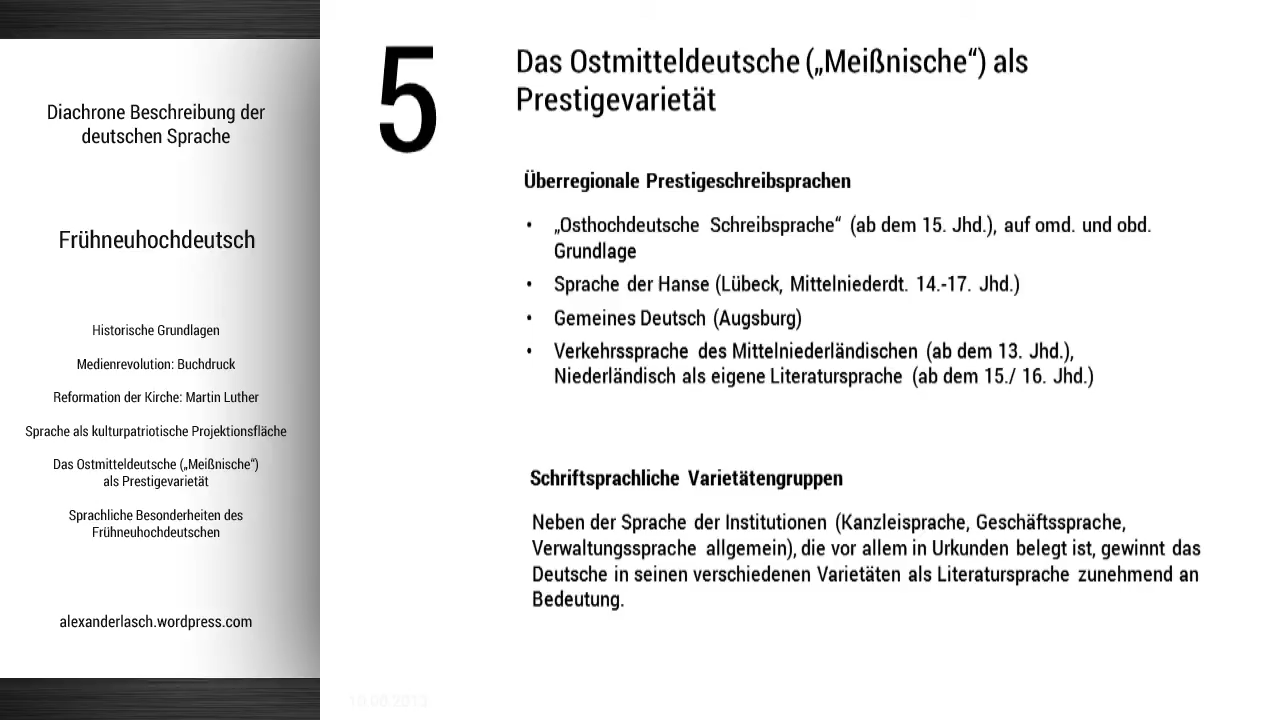 Diachrone Beschreibung der
deutschen Sprache
Frühneuhochdeutsch
Historische Grundlagen
Medienrevolution: Buchdruck
Reformation der Kirche: Martin Luther
Sprache als kulturpatriotische Projektionsfläche
Das Ostmitteldeutsche („Meißnische“)
als Prestigevarietät
Sprachliche Besonderheiten des
Frühneuhochdeutschen
alexanderlasch.wordpress.com
5
Das Ostmitteldeutsche („Meißnische“) als
Prestigevarietät
Überregionale Prestigeschreibsprachen
• „Osthochdeutsche Schreibsprache“ (ab dem 15. Jhd.), auf omd. und obd.
Grundlage
• Sprache der Hanse (Lübeck, Mittelniederdt. 14.-17. Jhd.)
• Gemeines Deutsch (Augsburg)
• Verkehrssprache des Mittelniederländischen (ab dem 13. Jhd.),
Niederländisch als eigene Literatursprache (ab dem 15./ 16. Jhd.)
Schriftsprachliche Varietätengruppen
Neben der Sprache der Institutionen (Kanzleisprache, Geschäftssprache,
Verwaltungssprache allgemein), die vor allem in Urkunden belegt ist, gewinnt das
Deutsche in seinen verschiedenen Varietäten als Literatursprache zunehmend an
Bedeutung.